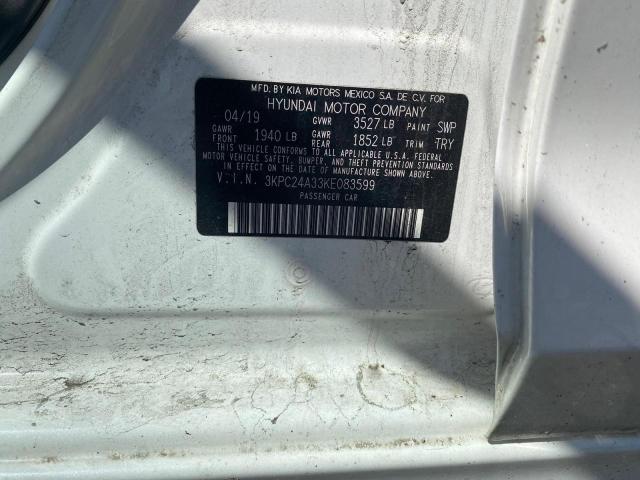 MFD. BY KIA MOTORS MEXICO S.A. DE C.V. FOR
HYUNDAI MOTOR COMPANY
04/19 GVWR 3527 LB PAINT SWP
GAWR FRONT 1940 LB GAWR REAR 1852 LB TRIM TRY
THIS VEHICLE CONFORMS TO ALL APPLICABLE U.S.A. FEDERAL
MOTOR VEHICLE SAFETY, BUMPER, AND THEFT PREVENTION STANDARDS
IN EFFECT ON THE DATE OF MANUFACTURE SHOWN ABOVE.
V.I.N. 3KPC24A33KE083599
PASSENGER CAR